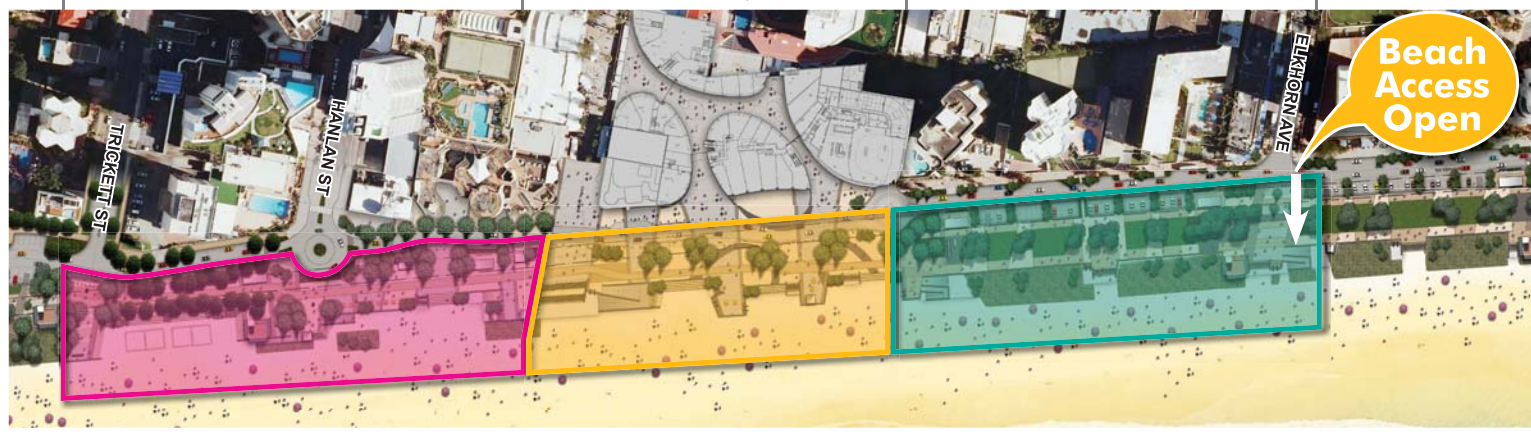 TRICKETT ST
HANLAN ST
ELKHORN AVE
Beach
Access
Open